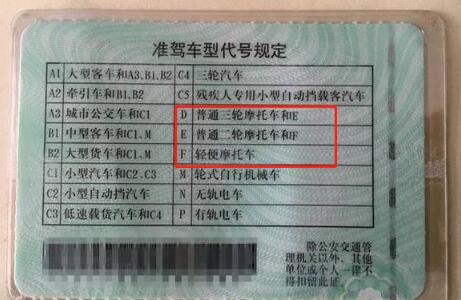 准驾车型代号规定
A1 大型客车和A3、B1、B2 C4 三轮汽车
A2 牵引车和B1、B2 C5 残疾人专用小型自动挡载客汽车
A3 城市公交车和C1 D 普通三轮摩托车和E
B1 中型客车和C1、M E 普通二轮摩托车和F
B2 大型货车和C1、M F 轻便摩托车
C1 小型汽车和C2、C3 M 轮式自行机械车
C2 小型自动挡汽车 N 无轨电车
C3 低速载货汽车和C4 P 有轨电车
除公安交通管
理机关以外，其他
单位或个人一律不
得扣留此证。